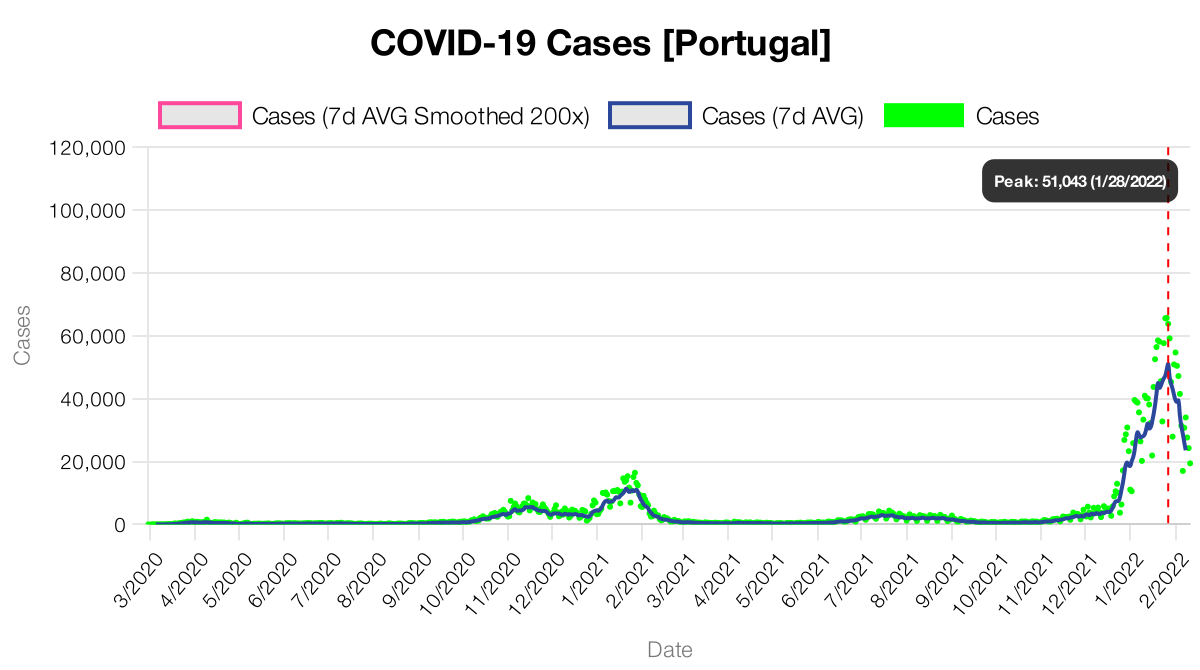 COVID-19 Cases [Portugal]
Cases (7d AVG Smoothed 200x) Cases (7d AVG) Cases
120,000
Peak: 51,043 (1/28/2022)
100,000
80,000
60,000
40,000
20,000
0
Cases
3/2020 4/2020 5/2020 6/2020 7/2020 8/2020 9/2020 10/2020 11/2020 12/2020 1/2021 2/2021 3/2021 4/2021 5/2021 6/2021 7/2021 8/2021 9/2021 10/2021 11/2021 12/2021 1/2022 2/2022
Date